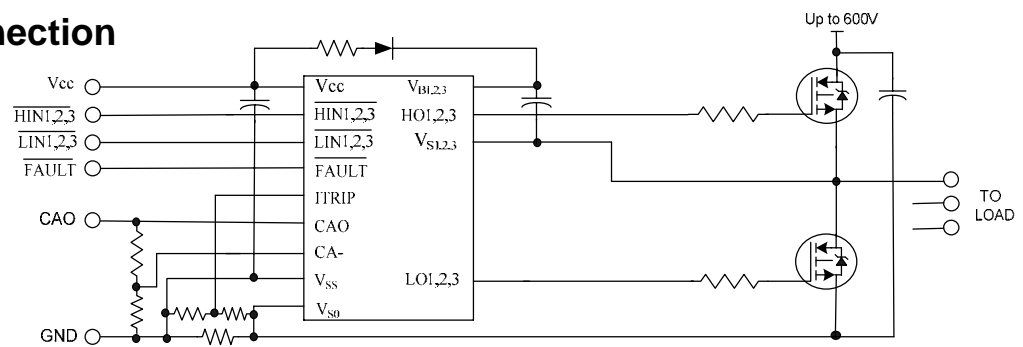 nection
Up to 600V
Vcc
HIN1,2,3
LIN1,2,3
FAULT
CAO
GND
Vcc
HIN1,2,3
LIN1,2,3
FAULT
ITRIP
CAO
CA-
VSS
VS0
VB1,2,3
HO1,2,3
VS1,2,3
LO1,2,3
TO
LOAD